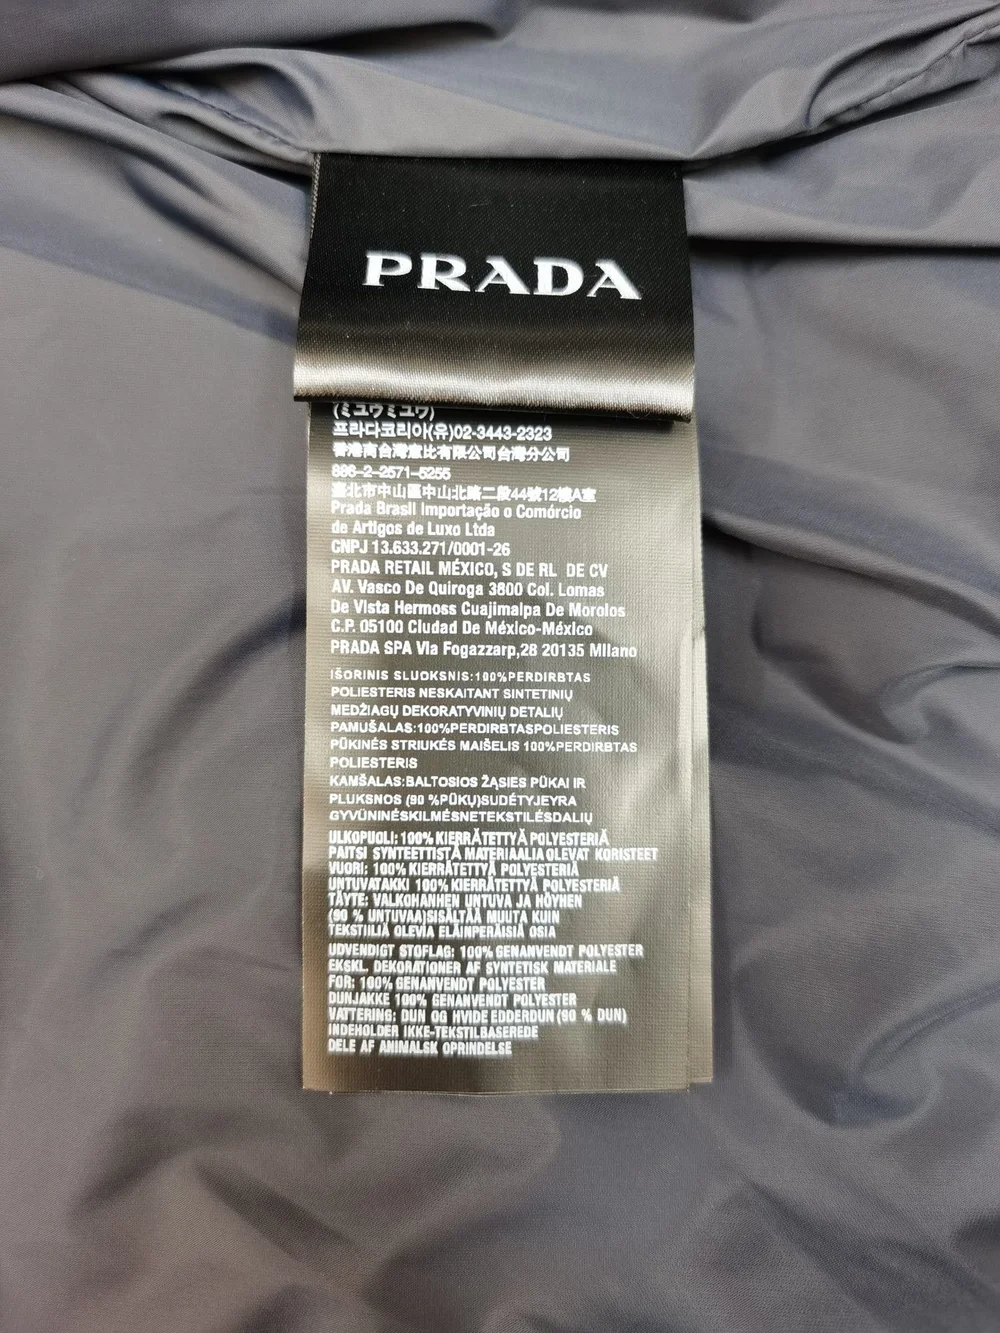 PRADA
(ミユウミユウ)
프라다코리아(유)02-3443-2323
香港商台灣壹比有限公司台灣分公司
886-2-2571-5255
臺北市中山區中山北路二段44號12樓A室
Prada Brasil Importação o Comórcio
de Artigos de Luxo Ltda
CNPJ 13.633.271/0001-26
PRADA RETAIL MÉXICO, S DE RL DE CV
AV. Vasco De Quiroga 3800 Col. Lomas
De Vista Hermoss Cuajimalpa De Morolos
C.P. 05100 Cludad De México-México
PRADA SPA Vla Fogazzarp,28 20135 Mllano
IŠORINIS SLUOKSNIS:100%PERDIRBTAS
POLIESTERIS NESKAITANT SINTETINIŲ
MEDŽIAGŲ DEKORATYVINIŲ DETALIŲ
PAMUŠALAS:100%PERDIRBTASPOLIESTERIS
PŪKINĖS STRIUKĖS MAIŠELIS 100%PERDIRBTAS
POLIESTERIS
KAMŠALAS:BALTOSIOS ŽĄSIES PŪKAI IR
PLUKSNOS (90 %PŪKŲ)SUDĖTYJEYRA
GYVŪNINĖSKILMĖSNETEKSTILĖSDALIŲ
ULKOPUOLI: 100% KIERRÄTETTYÄ POLYESTERIÄ
PAITSI SYNTEETTISTÄ MATERIAALIA OLEVAT KORISTEET
VUORI: 100% KIERRÄTETTYÄ POLYESTERIÄ
UNTUVATAKKI 100% KIERRÄTETTYÄ POLYESTERIÄ
TÄYTE: VALKOHANHEN UNTUVA JA HÖYHEN
(90 % UNTUVAA)SISÄLTÄÄ MUUTA KUIN
TEKSTIILIÄ OLEVIA ELÄINPERÄISIÄ OSIA
UDVENDIGT STOFLAG: 100% GENANVENDT POLYESTER
EKSKL. DEKORATIONER AF SYNTETISK MATERIALE
FOR: 100% GENANVENDT POLYESTER
DUNJAKKE 100% GENANVENDT POLYESTER
VATTERING: DUN OG HVIDE EDDERDUN (90 % DUN)
INDEHOLDER IKKE-TEKSTILBASEREDE
DELE AF ANIMALSK OPRINDELSE